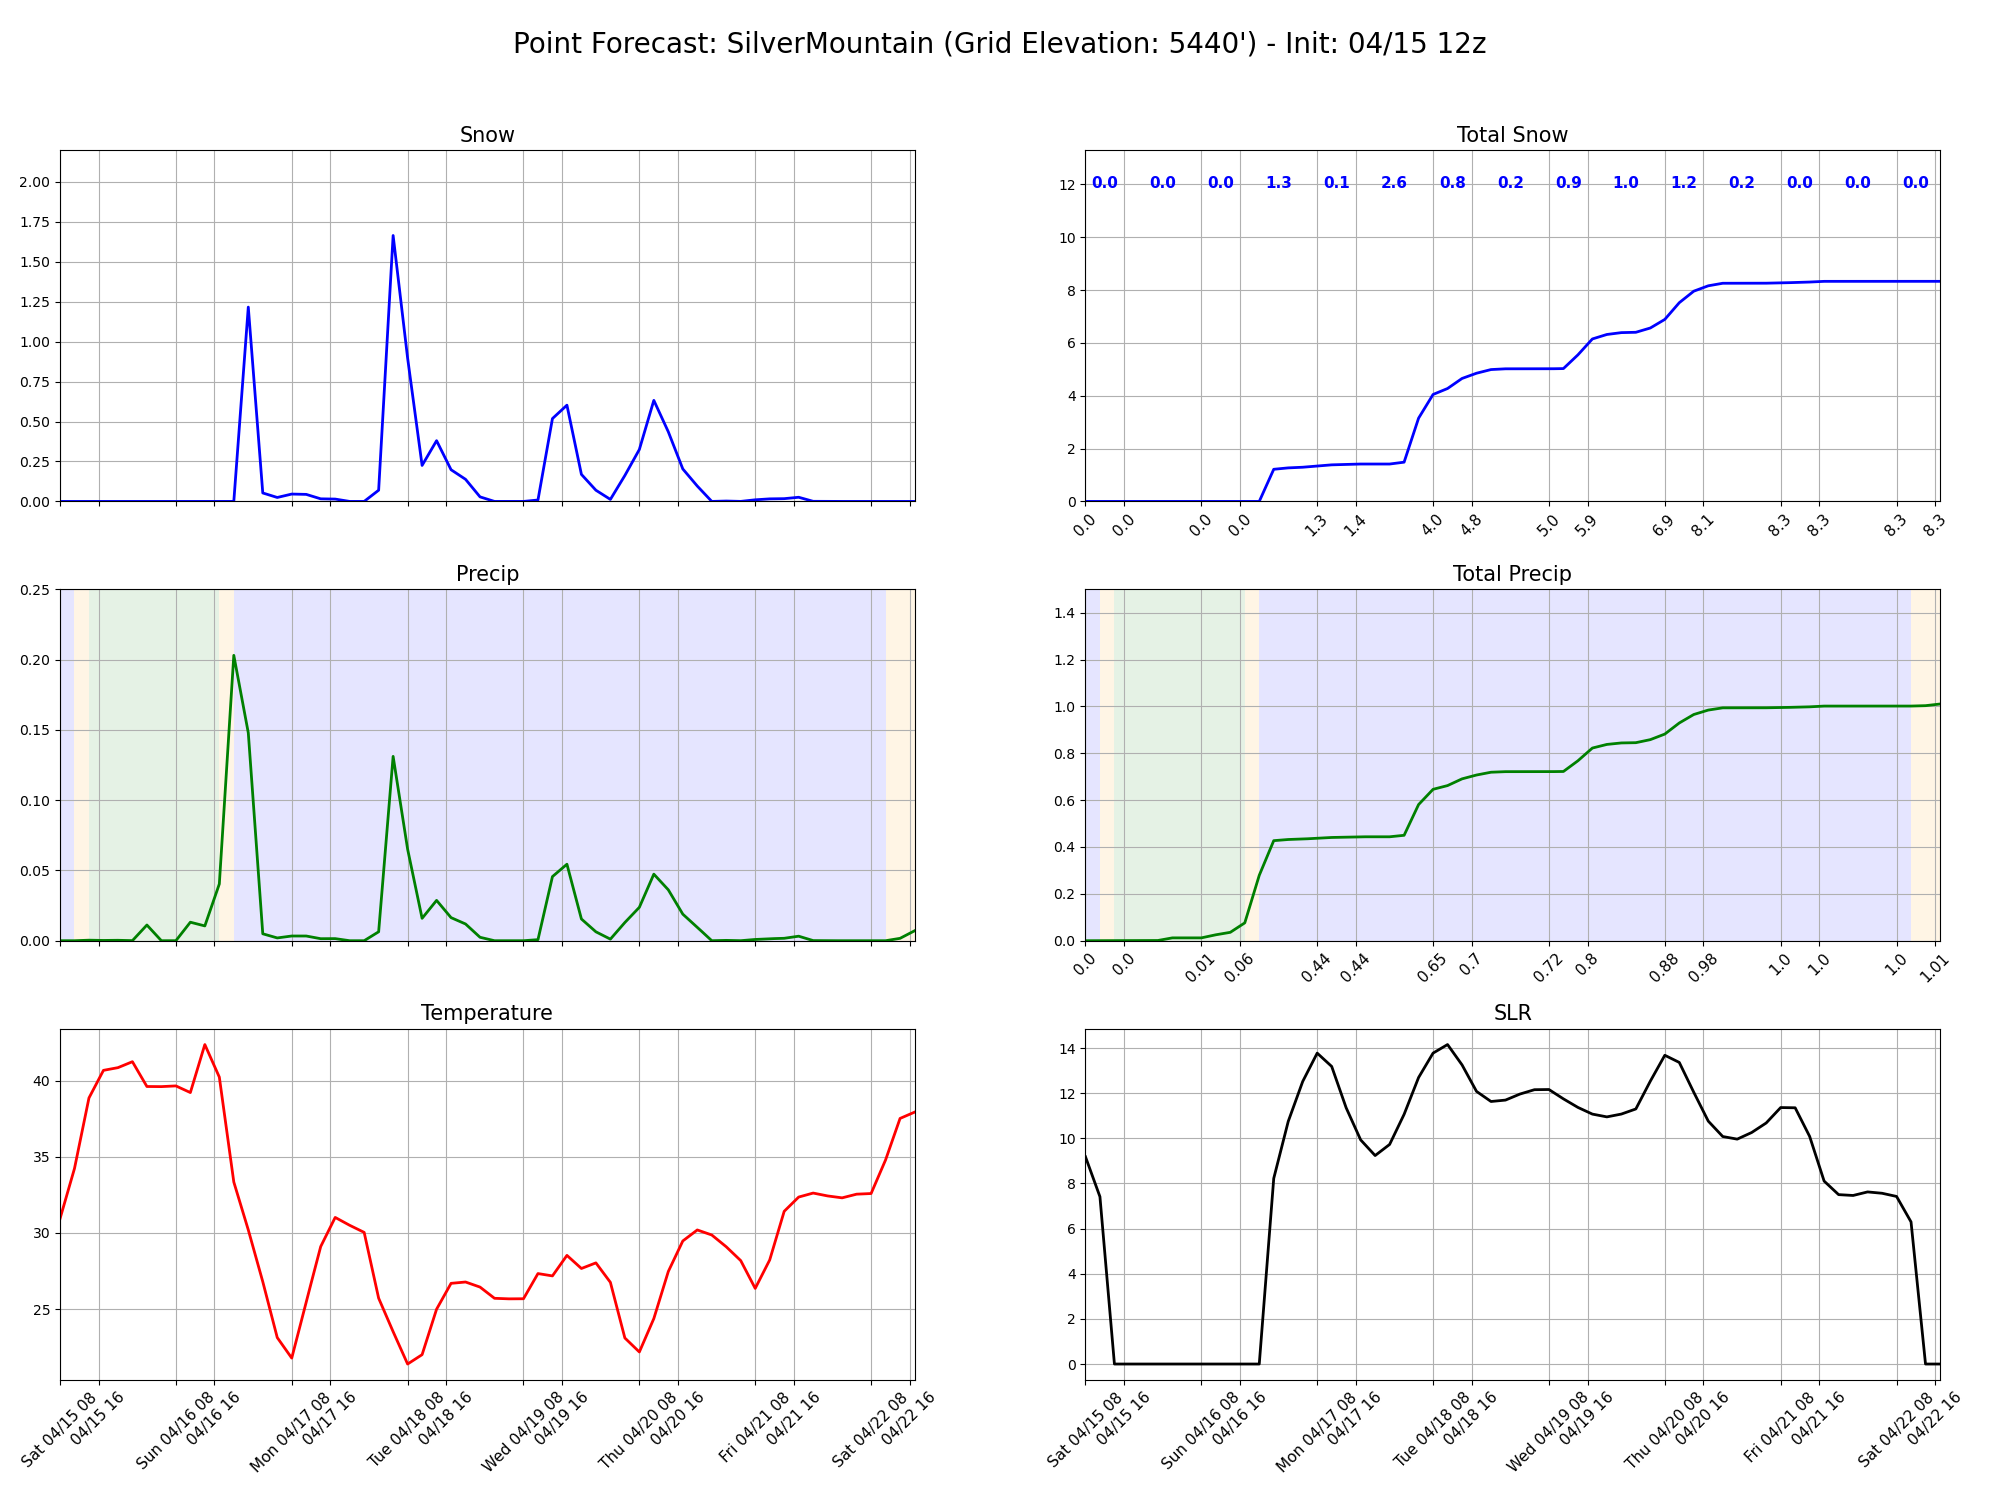 Point Forecast: SilverMountain (Grid Elevation: 5440') - Init: 04/15 12z
Snow
2.00
1.75
1.50
1.25
1.00
0.75
0.50
0.25
0.00
Total Snow
0.0 0.0 0.0 1.3 0.1 2.6 0.8 0.2 0.9 1.0 1.2 0.2 0.0 0.0 0.0
12
10
8
6
4
2
0
0.0 0.0 0.0 0.0 1.3 1.4 4.0 4.8 5.0 5.9 6.9 8.1 8.3 8.3 8.3 8.3
Precip
0.25
0.20
0.15
0.10
0.05
0.00
Total Precip
1.4
1.2
1.0
0.8
0.6
0.4
0.2
0.0
0.0 0.0 0.01 0.06 0.44 0.44 0.65 0.7 0.72 0.8 0.88 0.98 1.0 1.0 1.0 1.01
Temperature
40
35
30
25
Sat 04/15 08
04/15 16
Sun 04/16 08
04/16 16
Mon 04/17 08
04/17 16
Tue 04/18 08
04/18 16
Wed 04/19 08
04/19 16
Thu 04/20 08
04/20 16
Fri 04/21 08
04/21 16
Sat 04/22 08
04/22 16
SLR
14
12
10
8
6
4
2
0
Sat 04/15 08
04/15 16
Sun 04/16 08
04/16 16
Mon 04/17 08
04/17 16
Tue 04/18 08
04/18 16
Wed 04/19 08
04/19 16
Thu 04/20 08
04/20 16
Fri 04/21 08
04/21 16
Sat 04/22 08
04/22 16